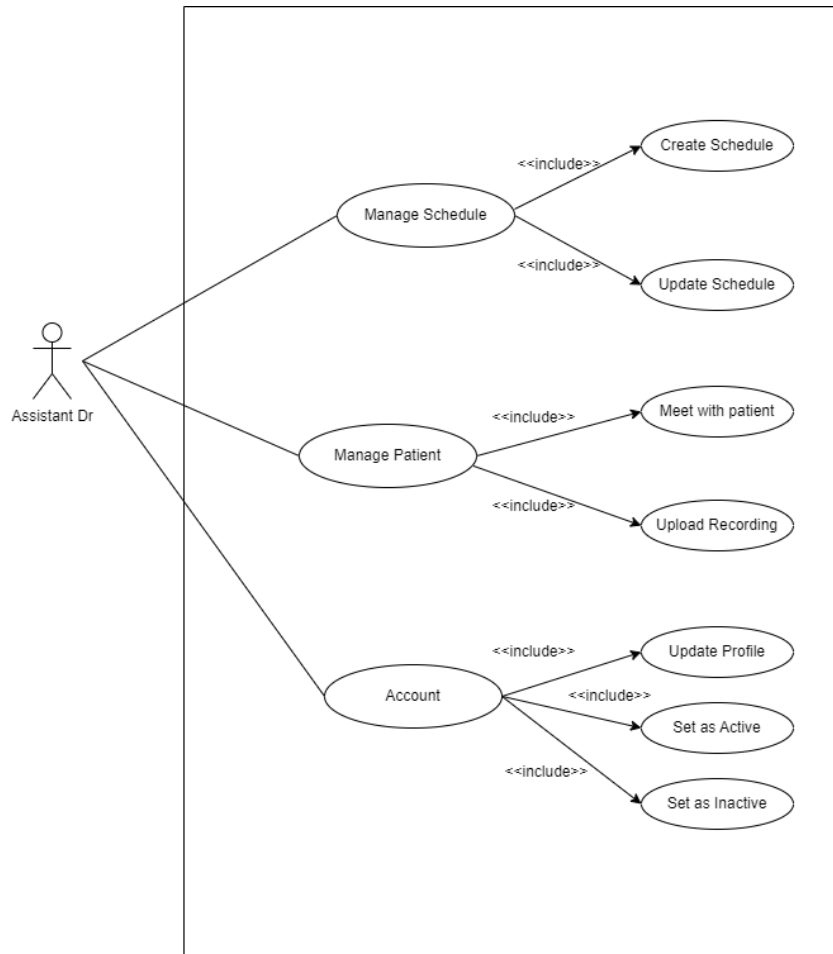 Create Schedule
<<include>>
Manage Schedule
<<include>>
Update Schedule
Assistant Dr
Meet with patient
<<include>>
Manage Patient
<<include>>
Upload Recording
Update Profile
<<include>>
Account
<<include>>
Set as Active
<<include>>
Set as Inactive